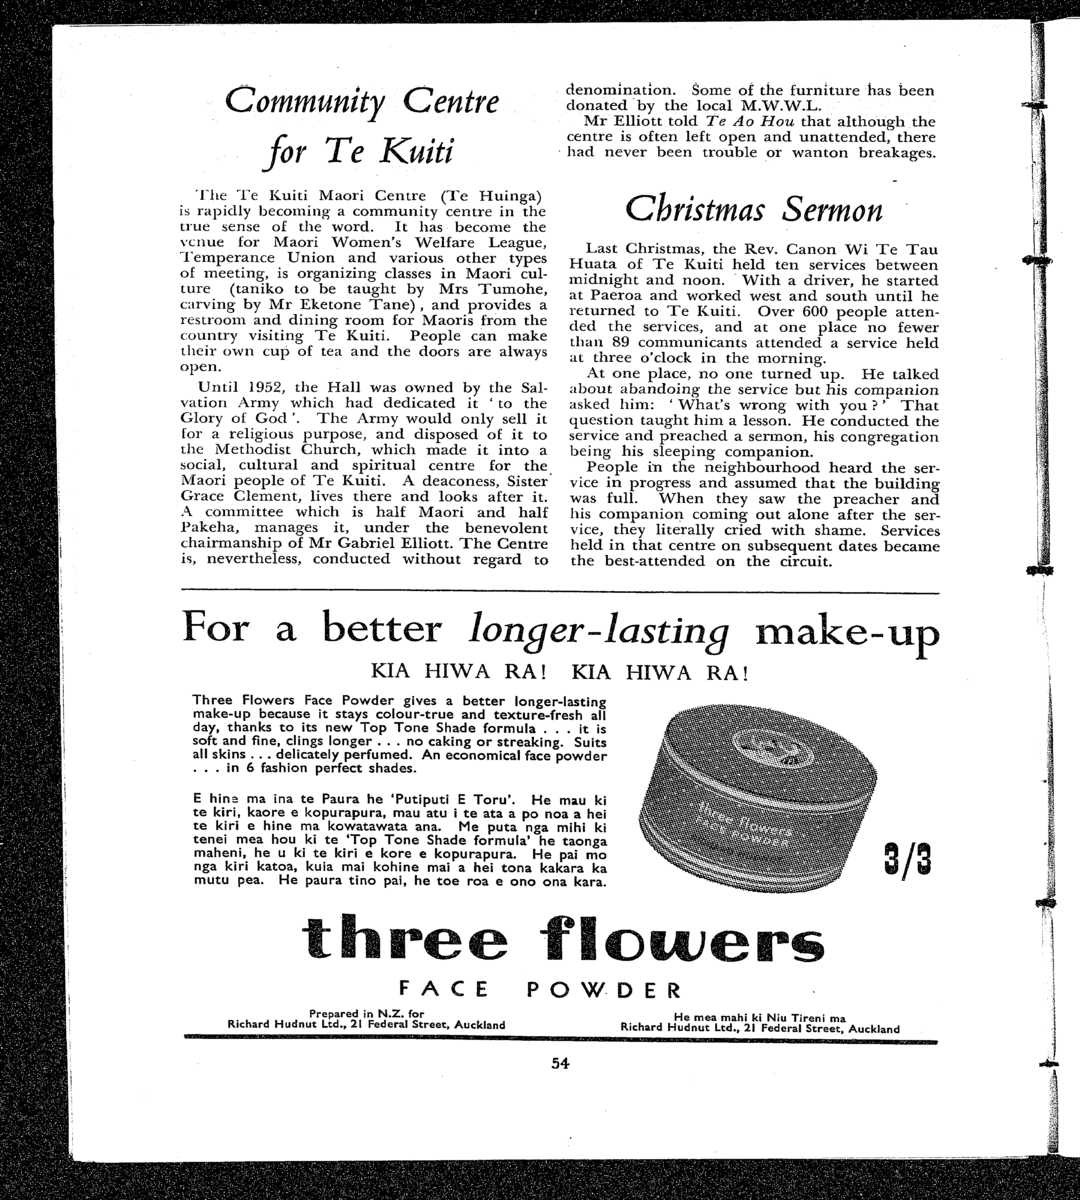 Community Centre
for Te Kuiti
The Te Kuiti Maori Centre (Te Huinga)
is rapidly becoming a community centre in the
true sense of the word. It has become the
venue for Maori Women's Welfare League,
Temperance Union and various other types
of meeting, is organizing classes in Maori cul-
ture (taniko to be taught by Mrs Tumohe,
carving by Mr Eketone Tane), and provides a
restroom and dining room for Maoris from the
country visiting Te Kuiti. People can make
their own cup of tea and the doors are always
open.
Until 1952, the Hall was owned by the Sal-
vation Army which had dedicated it ' to the
Glory of God '. The Army would only sell it
for a religious purpose, and disposed of it to
the Methodist Church, which made it into a
social, cultural and spiritual centre for the
Maori people of Te Kuiti. A deaconess, Sister
Grace Clement, lives there and looks after it.
A committee which is half Maori and half
Pakeha, manages it, under the benevolent
chairmanship of Mr Gabriel Elliott. The Centre
is, nevertheless, conducted without regard to
denomination. Some of the furniture has been
donated by the local M.W.W.L.
Mr Elliott told Te Ao Hou that although the
centre is often left open and unattended, there
had never been trouble or wanton breakages.
Christmas Sermon
Last Christmas, the Rev. Canon Wi Te Tau
Huata of Te Kuiti held ten services between
midnight and noon. With a driver, he started
at Paeroa and worked west and south until he
returned to Te Kuiti. Over 600 people atten-
ded the services, and at one place no fewer
than 89 communicants attended a service held
at three o'clock in the morning.
At one place, no one turned up. He talked
about abandoing the service but his companion
asked him: ' What's wrong with you ? ' That
question taught him a lesson. He conducted the
service and preached a sermon, his congregation
being his sleeping companion.
People in the neighbourhood heard the ser-
vice in progress and assumed that the building
was full. When they saw the preacher and
his companion coming out alone after the ser-
vice, they literally cried with shame. Services
held in that centre on subsequent dates became
the best-attended on the circuit.
For a better longer-lasting make-up
KIA HIWA RA! KIA HIWA RA!
Three Flowers Face Powder gives a better longer-lasting
make-up because it stays colour-true and texture-fresh all
day, thanks to its new Top Tone Shade formula . . . it is
soft and fine, clings longer . . . no caking or streaking. Suits
all skins . . . delicately perfumed. An economical face powder
. . . in 6 fashion perfect shades.
E hine ma ina te Paura he 'Putiputi E Toru'. He mau ki
te kiri, kaore e kopurapura, mau atu i te ata a po noa a hei
te kiri e hine ma kowatawata ana. Me puta nga mihi ki
tenei mea hou ki te 'Top Tone Shade formula' he taonga
maheni, he u ki te kiri e kore e kopurapura. He pai mo
nga kiri katoa, kuia mai kohine mai a hei tona kakara ka
mutu pea. He paura tino pai, he toe roa e ono ona kara.
three flowers
FACE POWDER
3/3
three flowers
FACE POWDER
Prepared in N.Z. for
Richard Hudnut Ltd., 21 Federal Street, Auckland
He mea mahi ki Niu Tireni ma
Richard Hudnut Ltd., 21 Federal Street, Auckland
54